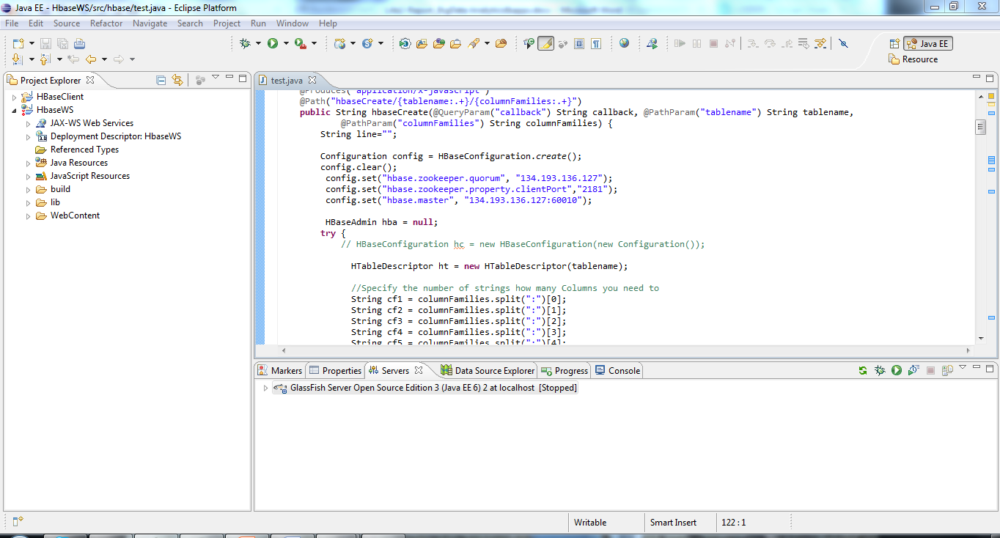 Java EE - HbaseWS/src/hbase/test.java - Eclipse Platform
File Edit Source Refactor Navigate Search Project Run Window Help
Java EE
Resource
Project Explorer
HBaseClient
HbaseWS
JAX-WS Web Services
Deployment Descriptor: HbaseWS
Referenced Types
Java Resources
JavaScript Resources
build
lib
WebContent
test.java
@Produces("application/x-javascript")
@Path("hbaseCreate/{tablename:.+}/{columnFamilies:.+}")
public String hbaseCreate(@QueryParam("callback") String callback, @PathParam("tablename") String tablename,
@PathParam("columnFamilies") String columnFamilies) {
String line="";
Configuration config = HBaseConfiguration.create();
config.clear();
config.set("hbase.zookeeper.quorum", "134.193.136.127");
config.set("hbase.zookeeper.property.clientPort","2181");
config.set("hbase.master", "134.193.136.127:60010");
HBaseAdmin hba = null;
try {
// HBaseConfiguration hc = new HBaseConfiguration(new Configuration());
HTableDescriptor ht = new HTableDescriptor(tablename);
//Specify the number of strings how many Columns you need to
String cf1 = columnFamilies.split(":")[0];
String cf2 = columnFamilies.split(":")[1];
String cf3 = columnFamilies.split(":")[2];
String cf4 = columnFamilies.split(":")[3];
String cf5 = columnFamilies.split(":")[4];
Markers Properties Servers Data Source Explorer Progress Console
GlassFish Server Open Source Edition 3 (Java EE 6) 2 at localhost [Stopped]
Writable Smart Insert 122 : 1